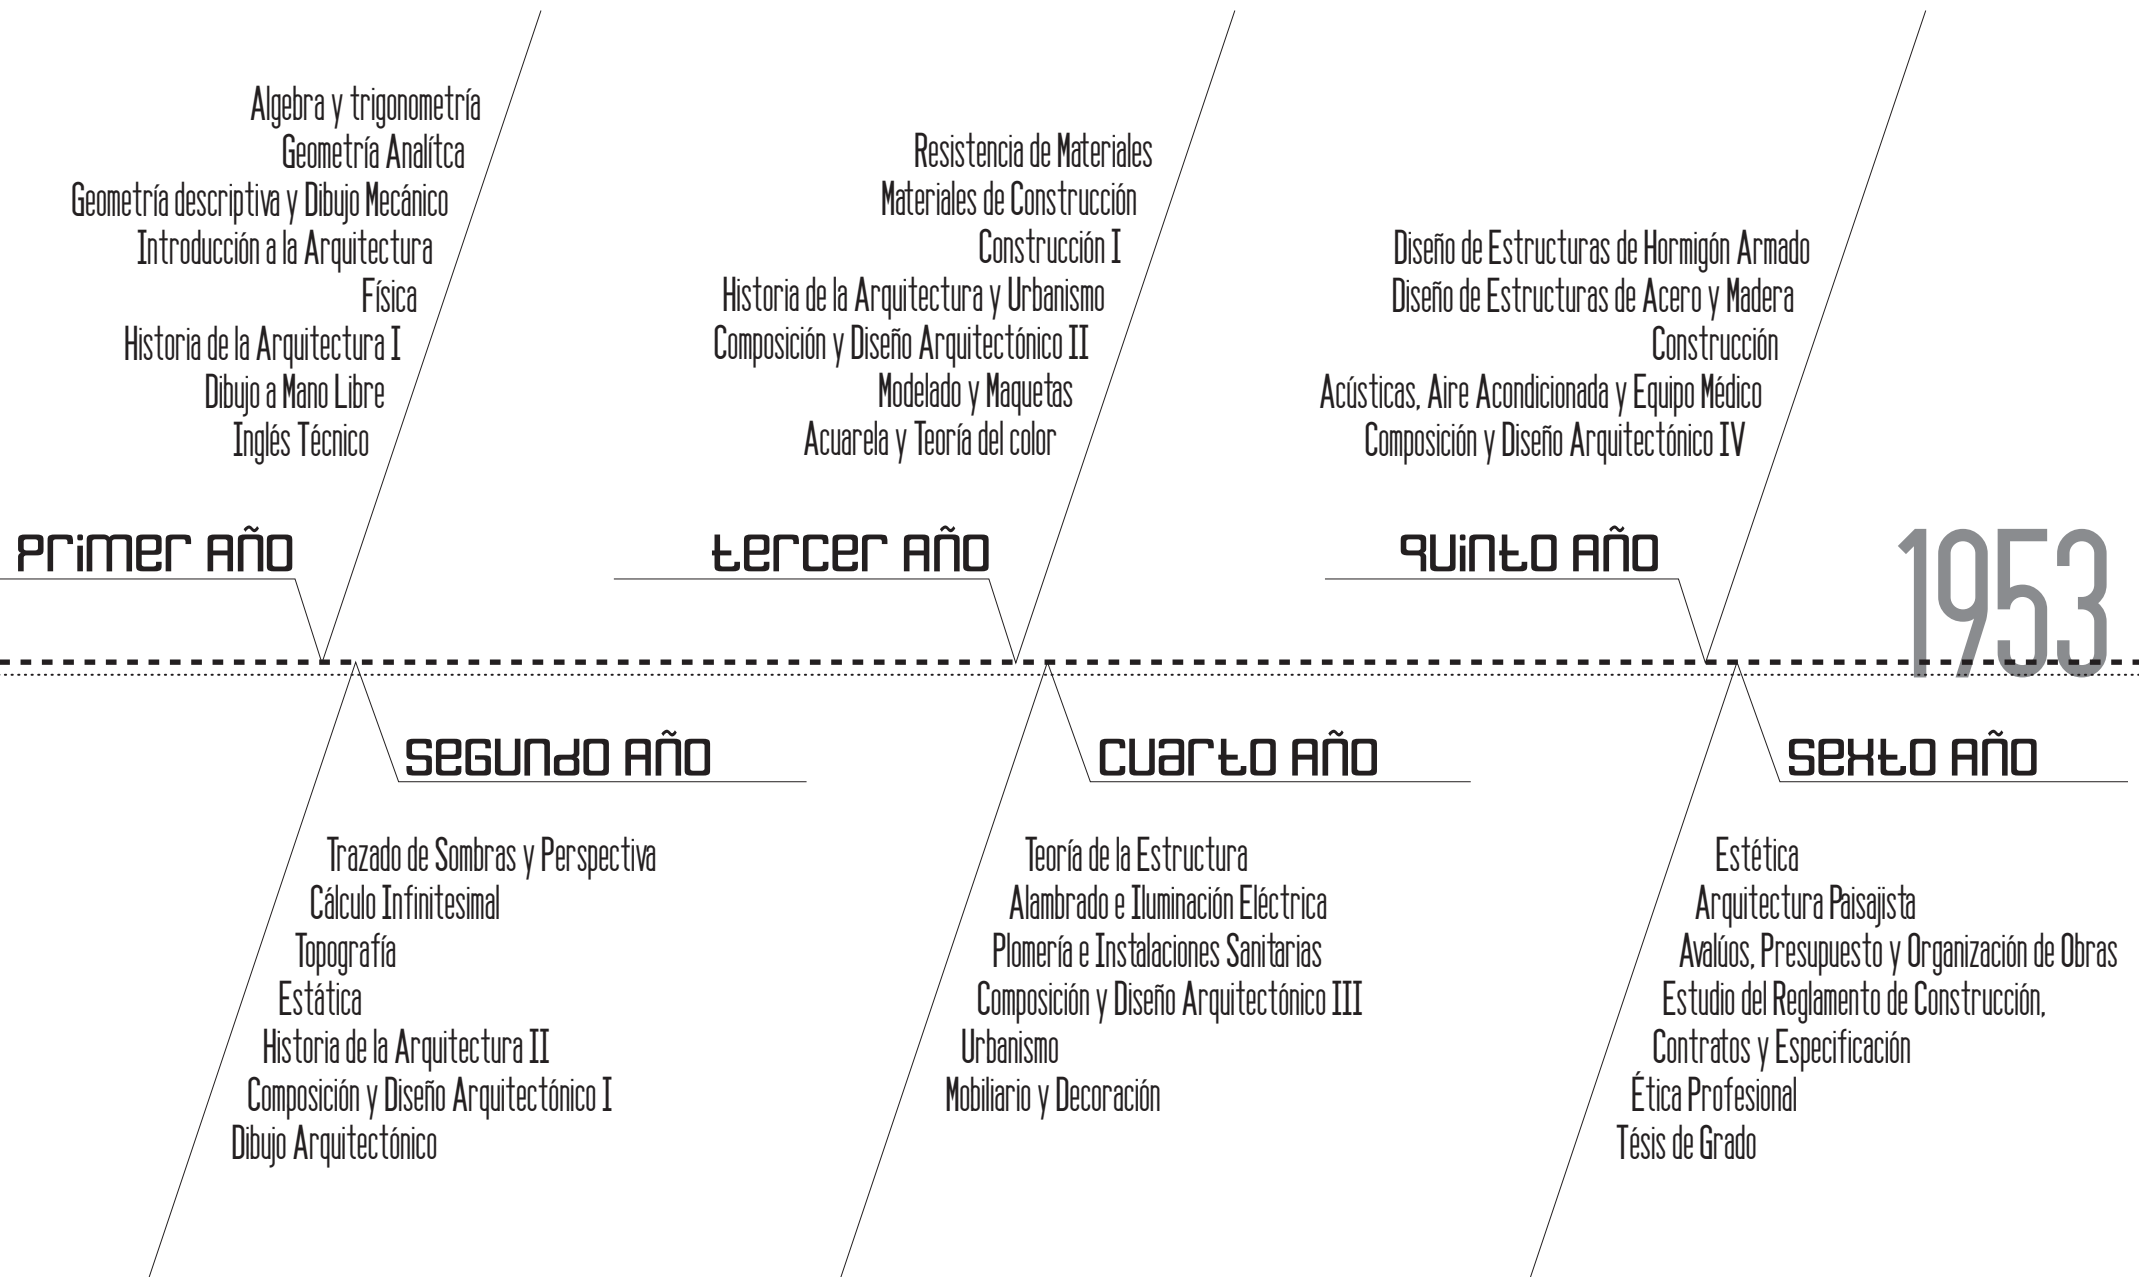 Algebra y trigonometría
Geometría Analítca
Geometría descriptiva y Dibujo Mecánico
Introducción a la Arquitectura
Física
Historia de la Arquitectura I
Dibujo a Mano Libre
Inglés Técnico
Primer Año
Resistencia de Materiales
Materiales de Construcción
Construcción I
Historia de la Arquitectura y Urbanismo
Composición y Diseño Arquitectónico II
Modelado y Maquetas
Acuarela y Teoría del color
tercer Año
Diseño de Estructuras de Hormigón Armado
Diseño de Estructuras de Acero y Madera
Construcción
Acústicas, Aire Acondicionada y Equipo Médico
Composición y Diseño Arquitectónico IV
quinto Año
1953
segundo Año
Trazado de Sombras y Perspectiva
Cálculo Infinitesimal
Topografía
Estática
Historia de la Arquitectura II
Composición y Diseño Arquitectónico I
Dibujo Arquitectónico
cuarto Año
Teoría de la Estructura
Alambrado e Iluminación Eléctrica
Plomería e Instalaciones Sanitarias
Composición y Diseño Arquitectónico III
Urbanismo
Mobiliario y Decoración
sexto Año
Estética
Arquitectura Paisajista
Avalúos, Presupuesto y Organización de Obras
Estudio del Reglamento de Construcción,
Contratos y Especificación
Ética Profesional
Tésis de Grado